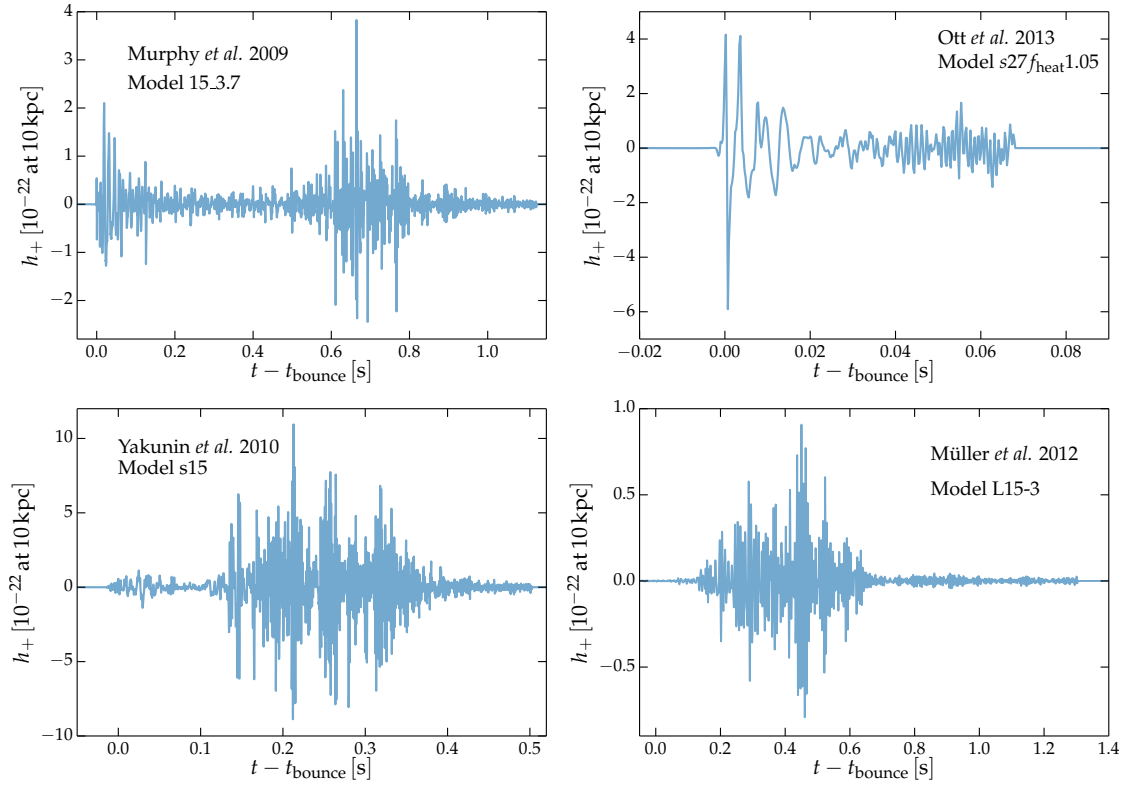 Murphy et al. 2009
Model 15_3.7
h+ [10−22 at 10 kpc]
4
3
2
1
0
−1
−2
0.0 0.2 0.4 0.6 0.8 1.0
t − tbounce [s]
Ott et al. 2013
Model s27fheat1.05
h+ [10−22 at 10 kpc]
4
2
0
−2
−4
−6
−0.02 0.00 0.02 0.04 0.06 0.08
t − tbounce [s]
Yakunin et al. 2010
Model s15
h+ [10−22 at 10 kpc]
10
5
0
−5
−10
0.0 0.1 0.2 0.3 0.4 0.5
t − tbounce [s]
Müller et al. 2012
Model L15-3
h+ [10−22 at 10 kpc]
1.0
0.5
0.0
−0.5
0.0 0.2 0.4 0.6 0.8 1.0 1.2 1.4
t − tbounce [s]